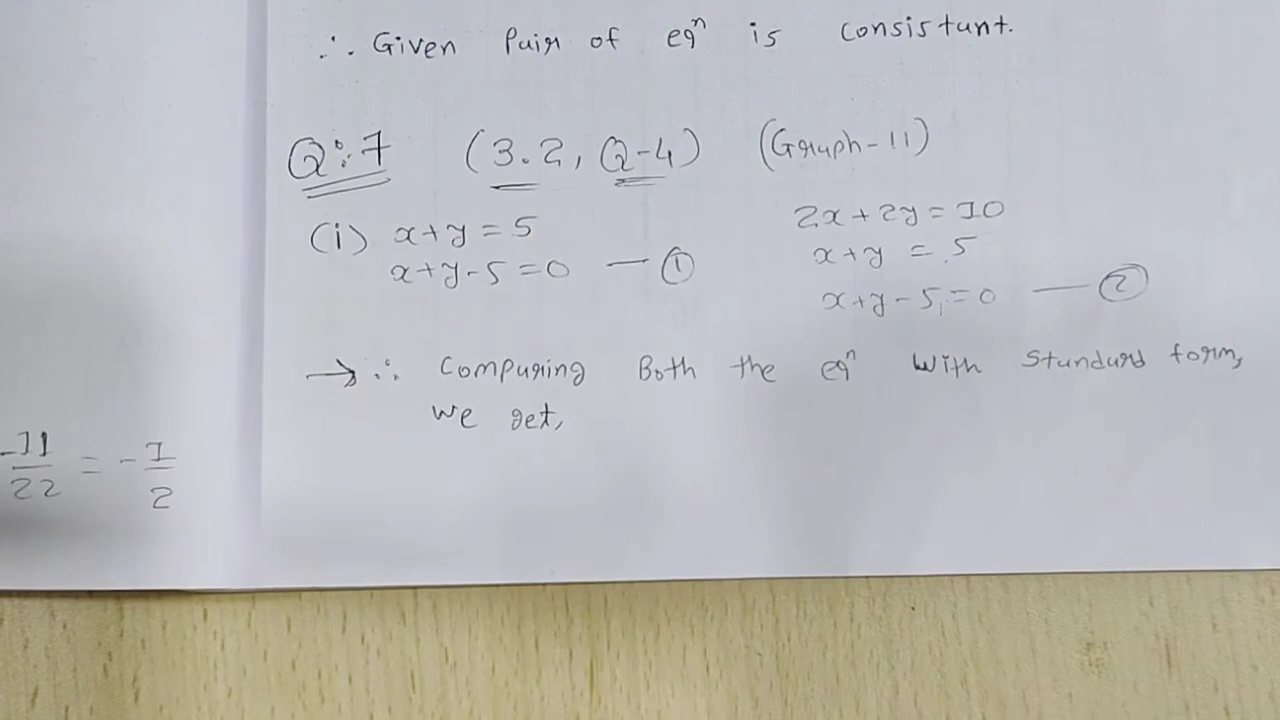 ∴ Given Pair of eqⁿ is consistant.
Q:7 (3.2, Q-4) (Graph-11)
(i) x+y=5
x+y-5=0 — ①
2x+2y=10
x+y=5
x+y-5=0 — ②
→ ∴ Comparing Both the eqⁿ with standard form,
we get,
-11/22 = -1/2